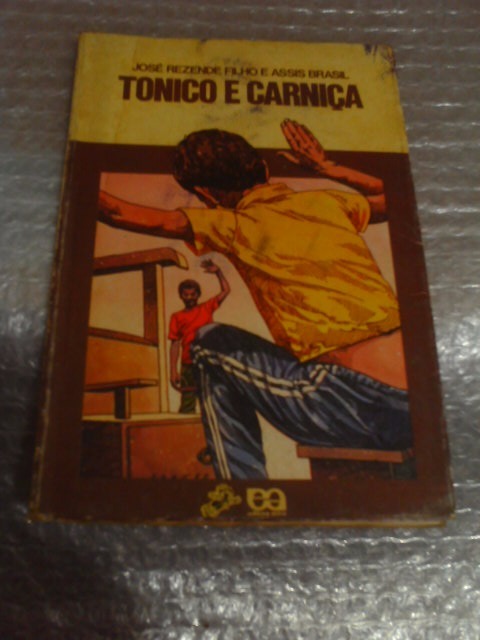 JOSÉ REZENDE FILHO E ASSIS BRASIL
TONICO E CARNIÇA